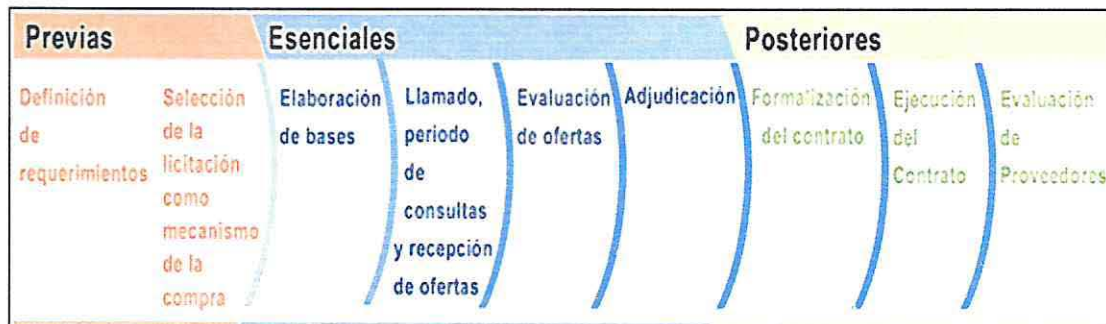 Previas
Esenciales
Posteriores
Definición
de
requerimientos
Selección
de la
licitación
como
mecanismo
de la
compra
Elaboración
de bases
Llamado,
periodo
de
consultas
y recepción
de ofertas
Evaluación
de ofertas
Adjudicación
Formalización
del contrato
Ejecución
del
Contrato
Evaluación
de
Proveedores